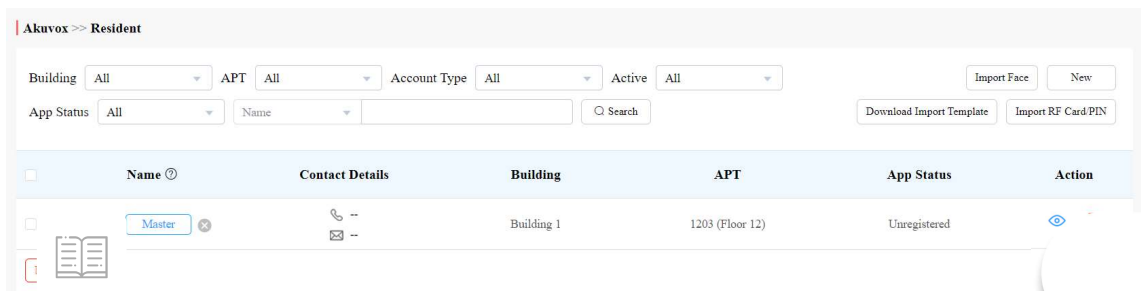 Akuvox >> Resident
Building All APT All Account Type All Active All Import Face New
App Status All Name Search Download Import Template Import RF Card/PIN
Name Contact Details Building APT App Status Action
Master -- Building 1 1203 (Floor 12) Unregistered
--